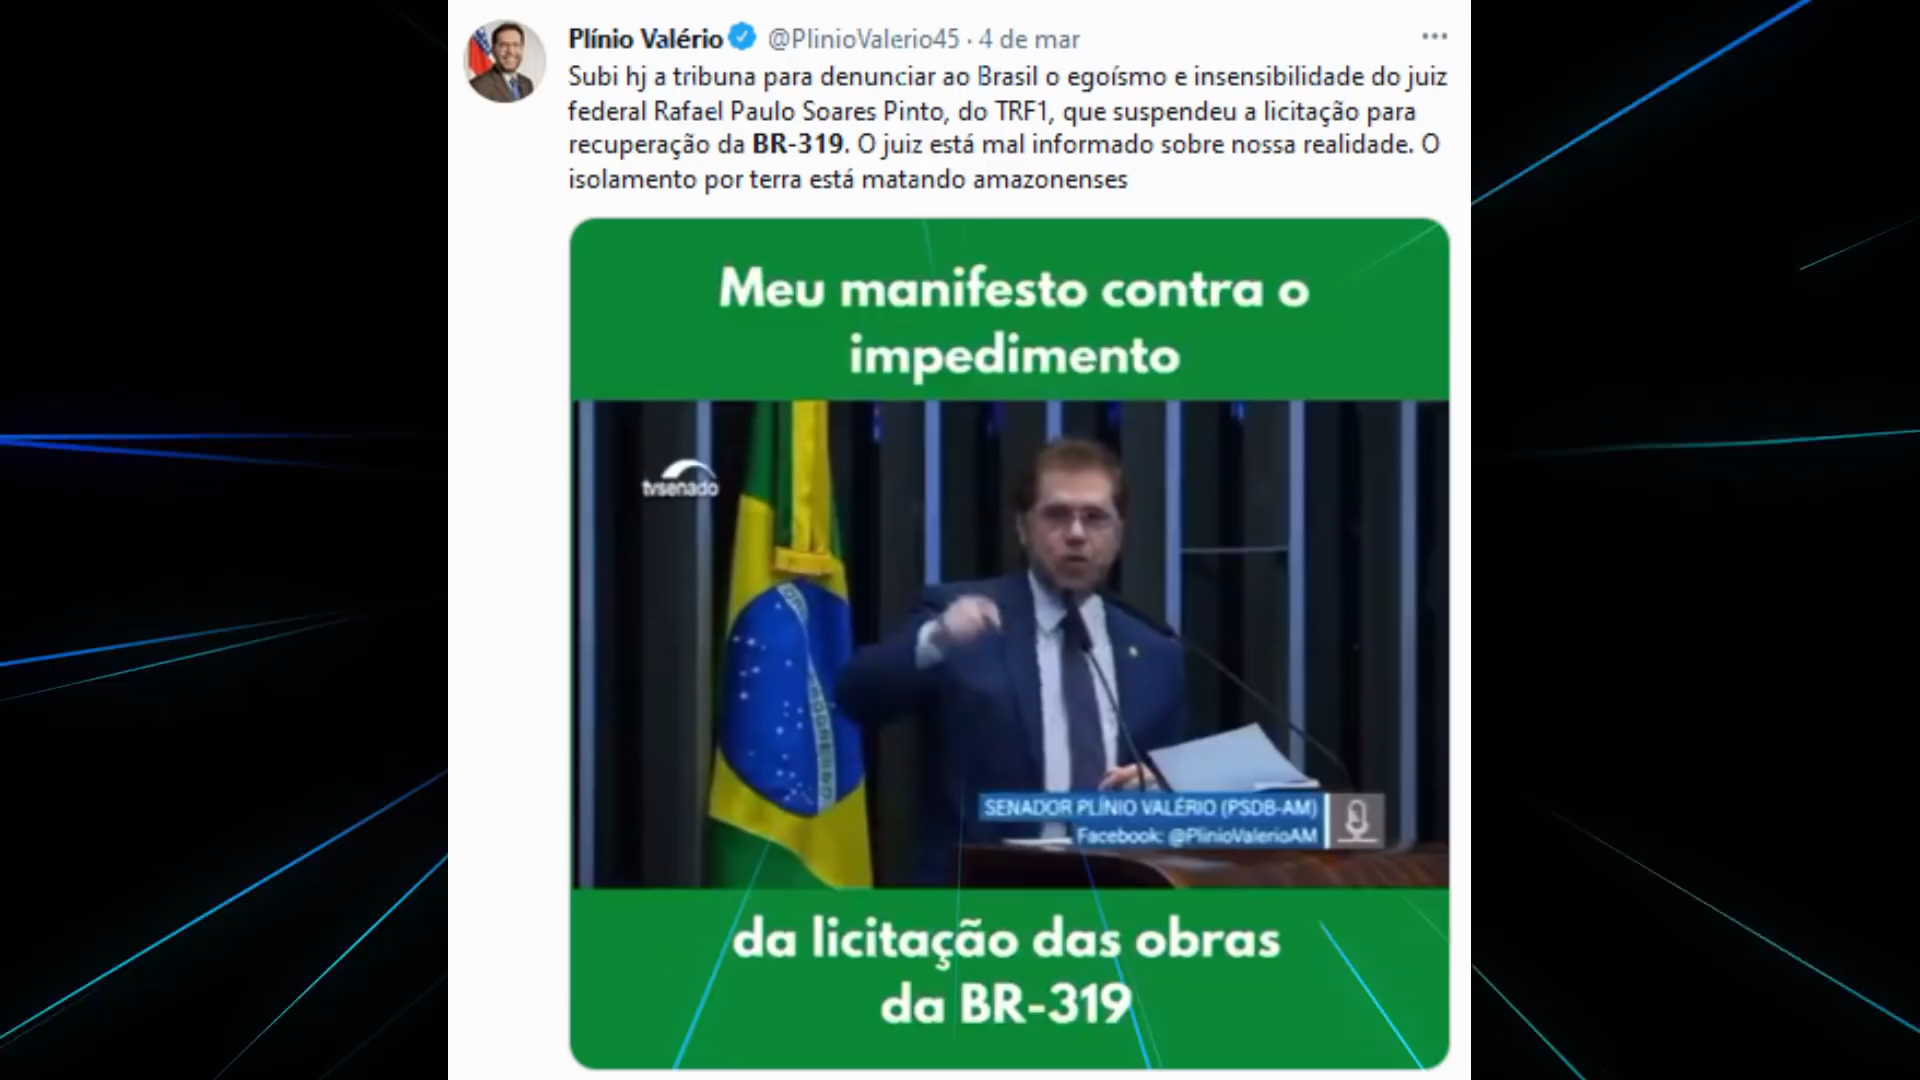 Plínio Valério @PlinioValerio45 · 4 de mar
Subi hj a tribuna para denunciar ao Brasil o egoísmo e insensibilidade do juiz
federal Rafael Paulo Soares Pinto, do TRF1, que suspendeu a licitação para
recuperação da BR-319. O juiz está mal informado sobre nossa realidade. O
isolamento por terra está matando amazonenses
Meu manifesto contra o
impedimento
tvsenado
SENADOR PLÍNIO VALÉRIO (PSDB-AM)
Facebook: @PlinioValerioAM
da licitação das obras
da BR-319